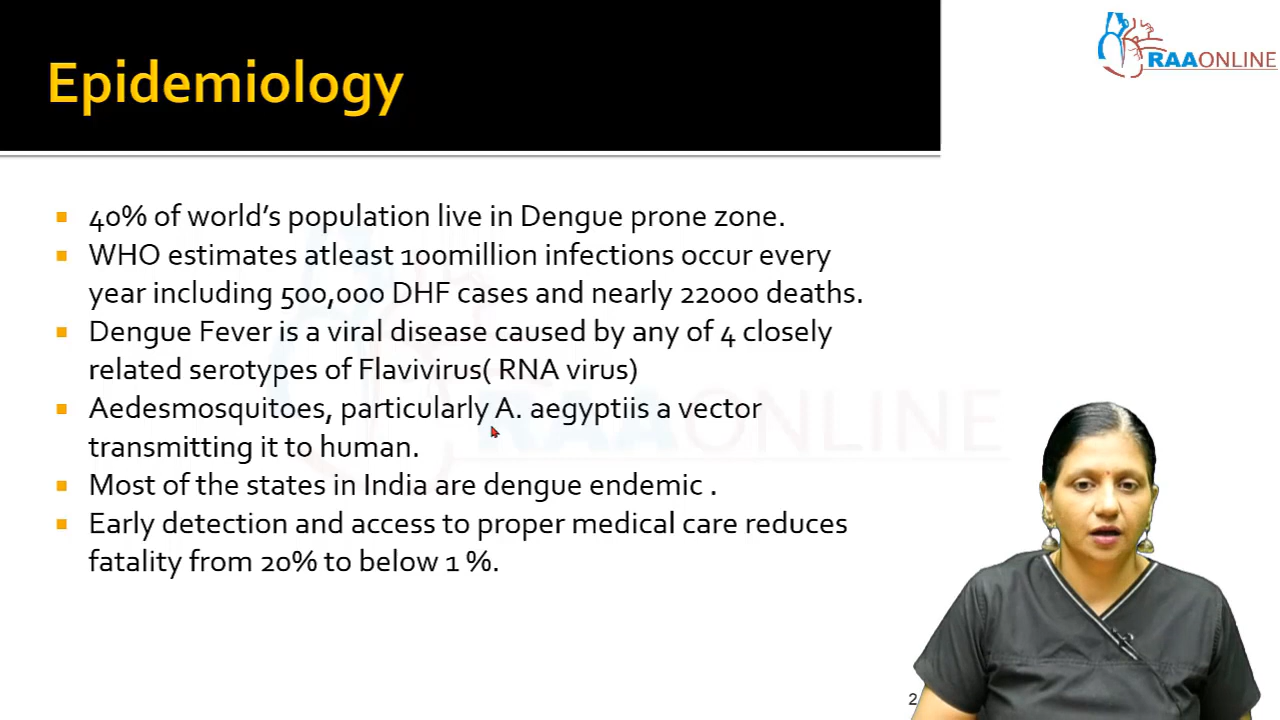 Epidemiology
RAAONLINE
40% of world's population live in Dengue prone zone.
WHO estimates atleast 100million infections occur every
year including 500,000 DHF cases and nearly 22000 deaths.
Dengue Fever is a viral disease caused by any of 4 closely
related serotypes of Flavivirus( RNA virus)
Aedesmosquitoes, particularly A. aegyptiis a vector
transmitting it to human.
Most of the states in India are dengue endemic .
Early detection and access to proper medical care reduces
fatality from 20% to below 1 %.
RAAONLINE
2